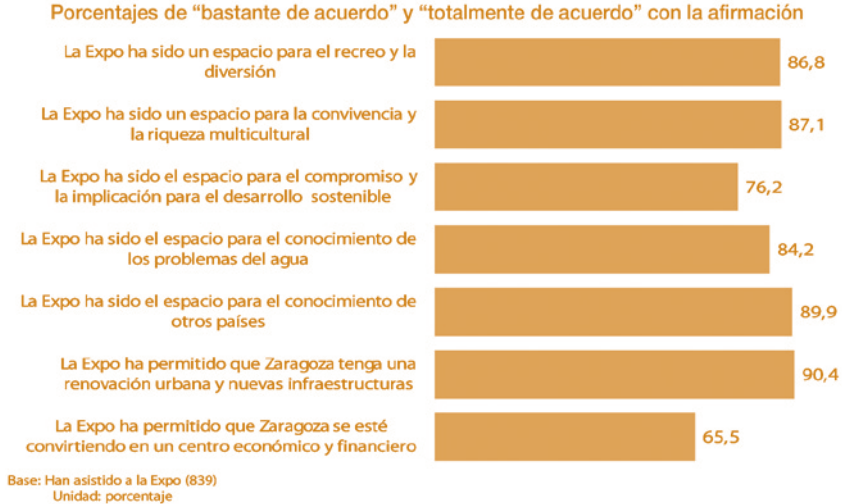 Porcentajes de “bastante de acuerdo” y “totalmente de acuerdo” con la afirmación
La Expo ha sido un espacio para el recreo y la
diversión
86,8
La Expo ha sido un espacio para la convivencia y
la riqueza multicultural
87,1
La Expo ha sido el espacio para el compromiso y
la implicación para el desarrollo sostenible
76,2
La Expo ha sido el espacio para el conocimiento de
los problemas del agua
84,2
La Expo ha sido el espacio para el conocimiento de
otros países
89,9
La Expo ha permitido que Zaragoza tenga una
renovación urbana y nuevas infraestructuras
90,4
La Expo ha permitido que Zaragoza se esté
convirtiendo en un centro económico y financiero
65,5
Base: Han asistido a la Expo (839)
Unidad: porcentaje